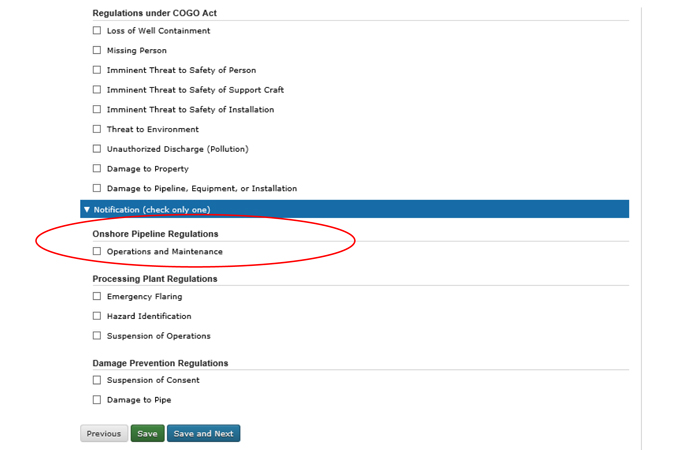 Regulations under COGO Act
Loss of Well Containment
Missing Person
Imminent Threat to Safety of Person
Imminent Threat to Safety of Support Craft
Imminent Threat to Safety of Installation
Threat to Environment
Unauthorized Discharge (Pollution)
Damage to Property
Damage to Pipeline, Equipment, or Installation
Notification (check only one)
Onshore Pipeline Regulations
Operations and Maintenance
Processing Plant Regulations
Emergency Flaring
Hazard Identification
Suspension of Operations
Damage Prevention Regulations
Suspension of Consent
Damage to Pipe
Previous Save Save and Next